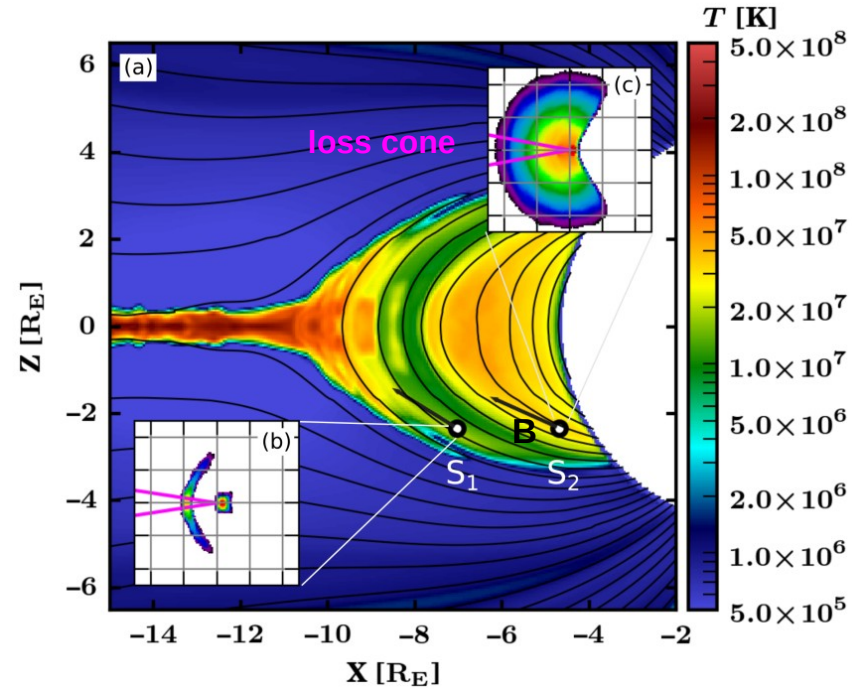 T [K]
(a)
(c)
loss cone
6
4
2
0
−2
−4
−6
Z [R_E]
5.0×10⁸
2.0×10⁸
1.0×10⁸
5.0×10⁷
2.0×10⁷
1.0×10⁷
5.0×10⁶
2.0×10⁶
1.0×10⁶
5.0×10⁵
B
S₁
S₂
(b)
−14 −12 −10 −8 −6 −4 −2
X [R_E]